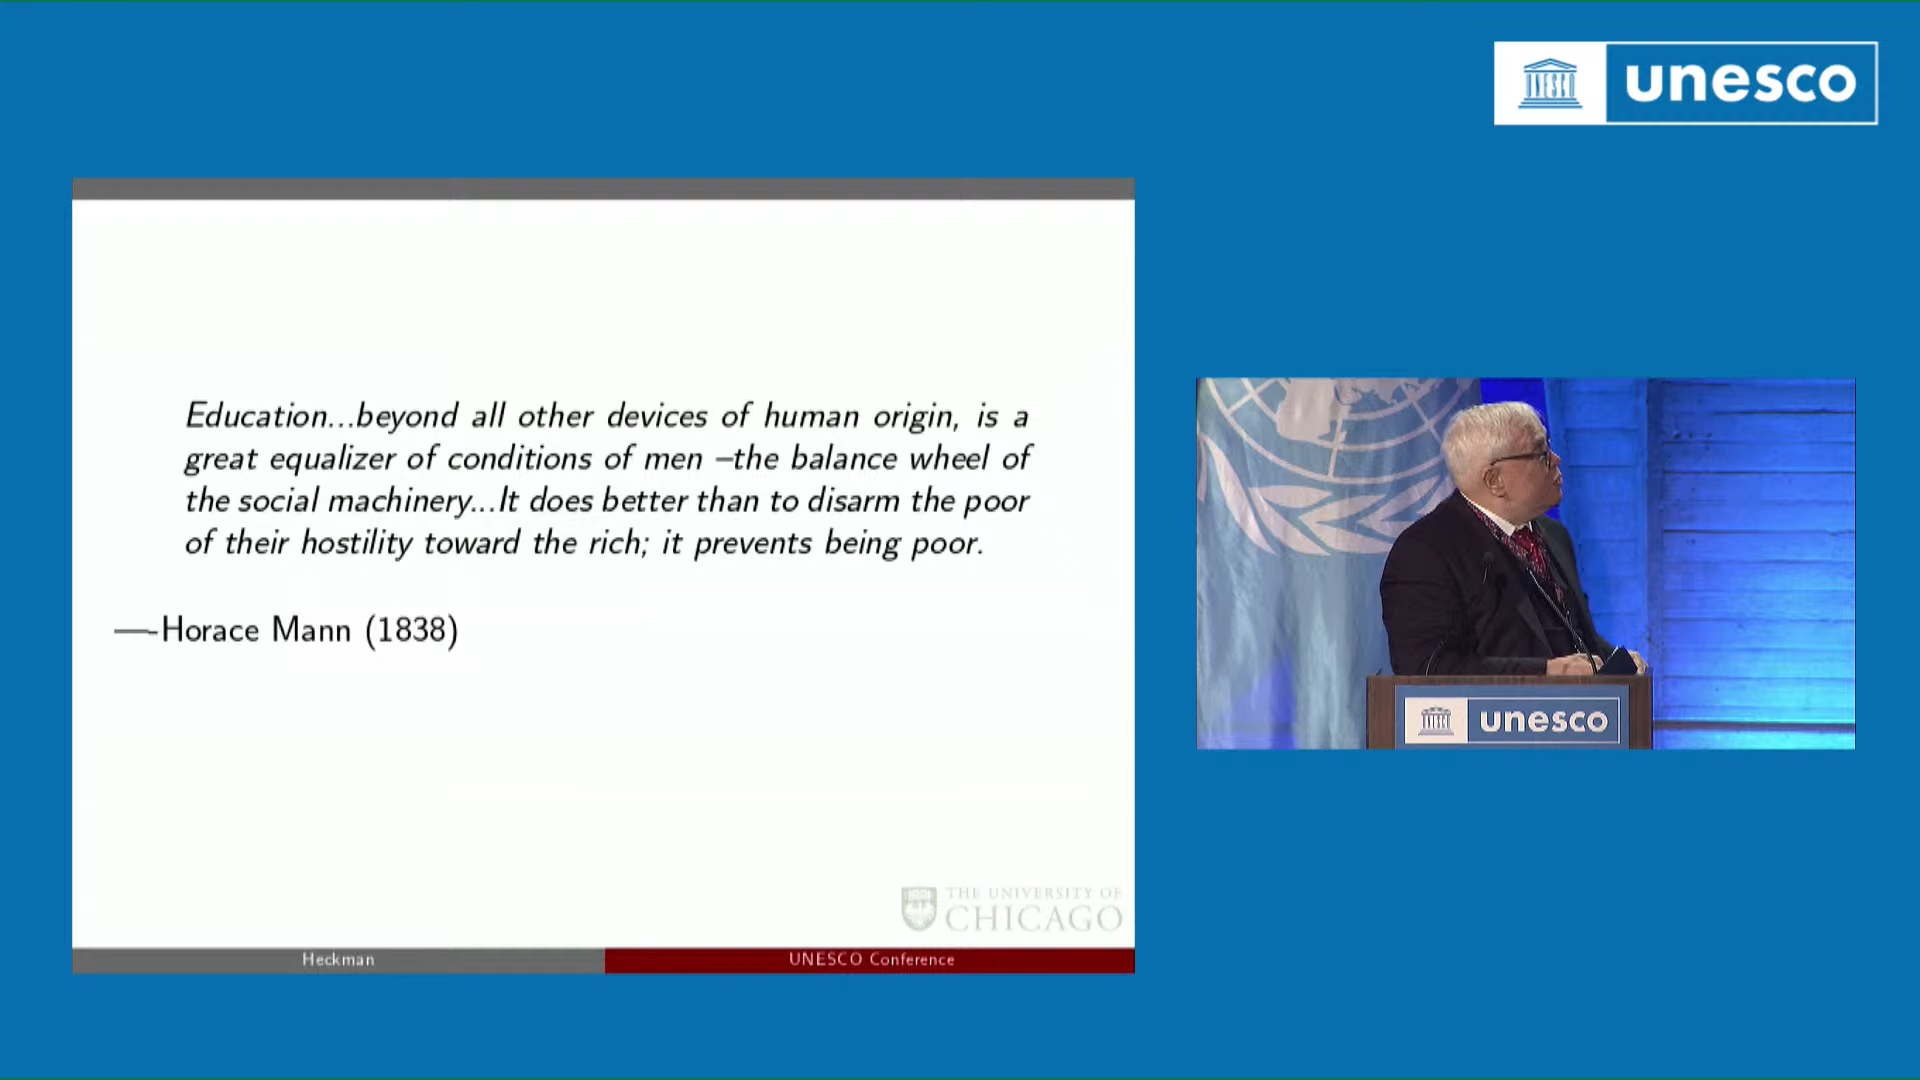 UNESCO
unesco
Education...beyond all other devices of human origin, is a
great equalizer of conditions of men –the balance wheel of
the social machinery...It does better than to disarm the poor
of their hostility toward the rich; it prevents being poor.
—-Horace Mann (1838)
THE UNIVERSITY OF
CHICAGO
Heckman
UNESCO Conference
UNESCO
unesco